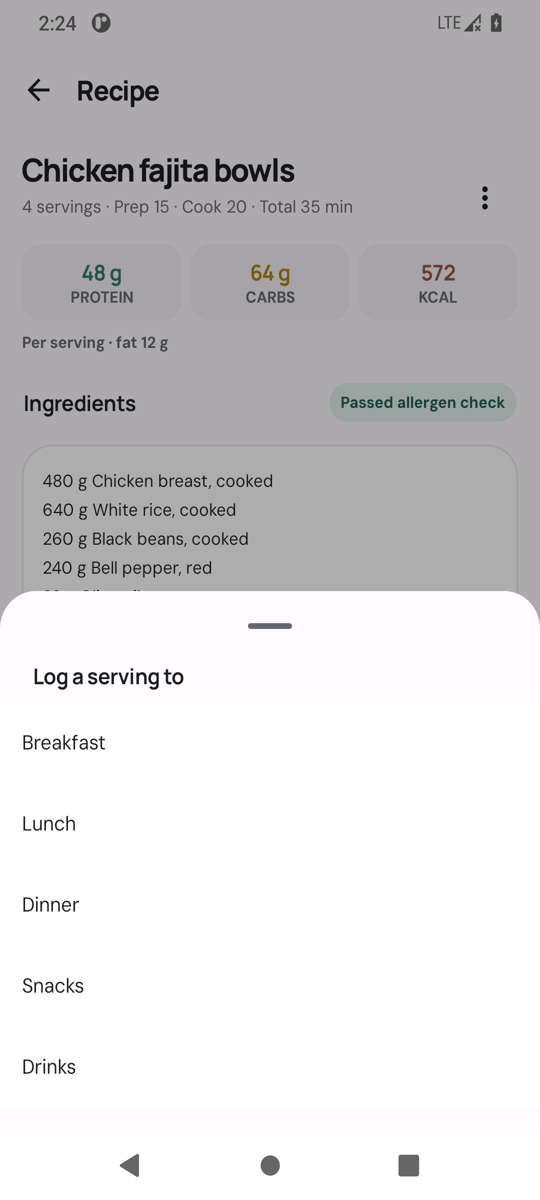 2:24
LTE
Recipe
Chicken fajita bowls
4 servings · Prep 15 · Cook 20 · Total 35 min
48 g
PROTEIN
64 g
CARBS
572
KCAL
Per serving · fat 12 g
Ingredients
Passed allergen check
480 g Chicken breast, cooked
640 g White rice, cooked
260 g Black beans, cooked
240 g Bell pepper, red
Log a serving to
Breakfast
Lunch
Dinner
Snacks
Drinks